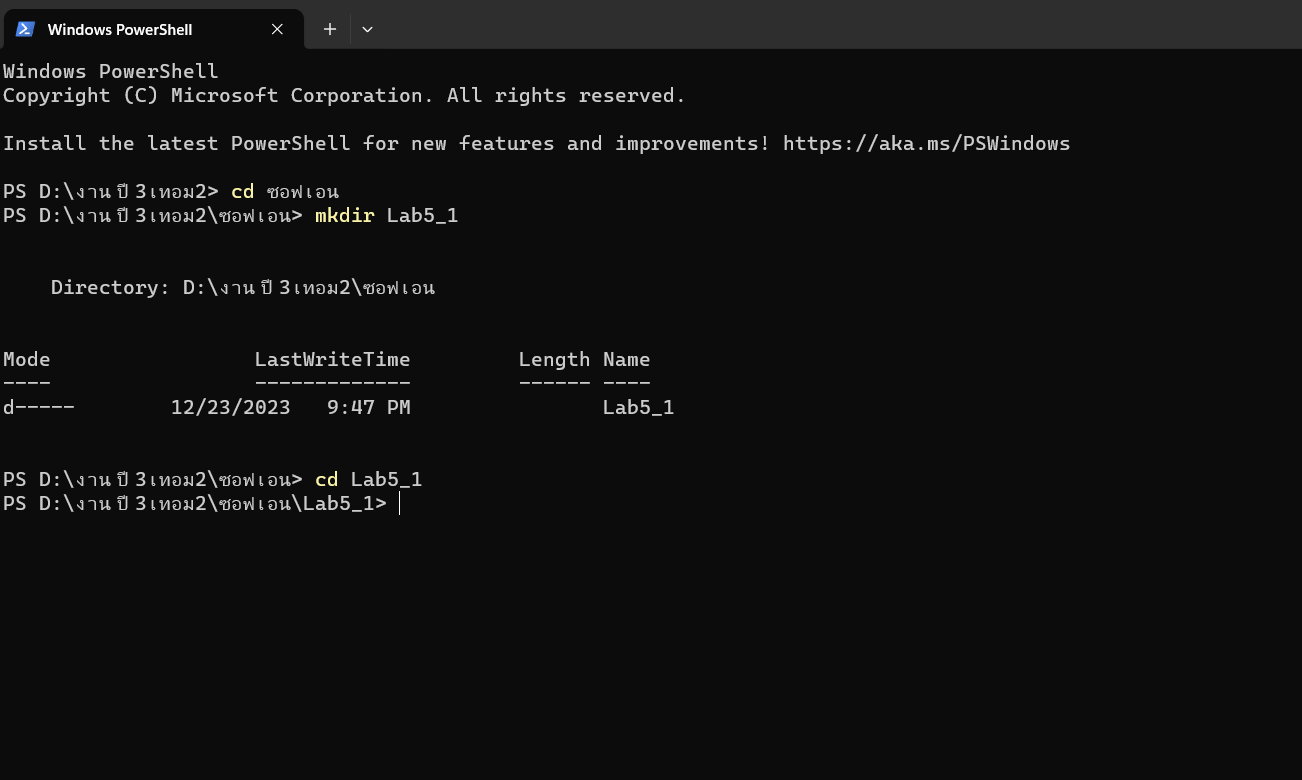 Windows PowerShell
Windows PowerShell
Copyright (C) Microsoft Corporation. All rights reserved.
Install the latest PowerShell for new features and improvements! https://aka.ms/PSWindows
PS D:\งาน ปี 3เทอม2> cd ซอฟเอน
PS D:\งาน ปี 3เทอม2\ซอฟเอน> mkdir Lab5_1
Directory: D:\งาน ปี 3เทอม2\ซอฟเอน
Mode                 LastWriteTime         Length Name
----                 -------------         ------ ----
d-----        12/23/2023   9:47 PM                Lab5_1
PS D:\งาน ปี 3เทอม2\ซอฟเอน> cd Lab5_1
PS D:\งาน ปี 3เทอม2\ซอฟเอน\Lab5_1>